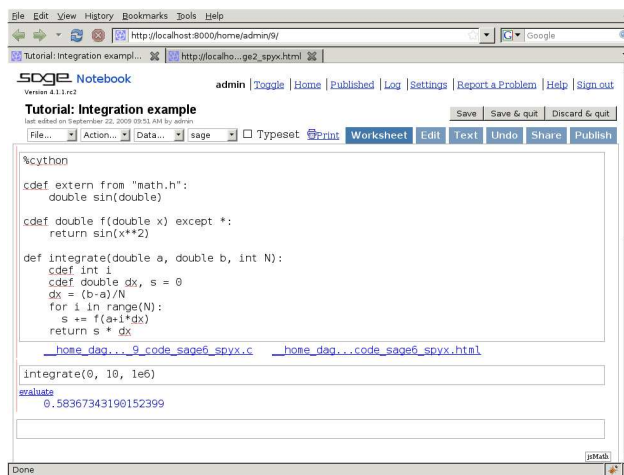 File Edit View History Bookmarks Tools Help
http://localhost:8000/home/admin/9/
Google
Tutorial: Integration exampl...
http://localho...ge2_spyx.html
sage Notebook
Version 4.1.1.rc2
admin | Toggle | Home | Published | Log | Settings | Report a Problem | Help | Sign out
Tutorial: Integration example
last edited on September 22, 2009 09:51 AM by admin
Save Save & quit Discard & quit
File... Action... Data... sage Typeset Print Worksheet Edit Text Undo Share Publish
%cython
cdef extern from "math.h":
    double sin(double)
cdef double f(double x) except *:
    return sin(x**2)
def integrate(double a, double b, int N):
    cdef int i
    cdef double dx, s = 0
    dx = (b-a)/N
    for i in range(N):
      s += f(a+i*dx)
    return s * dx
__home_dag..._9_code_sage6_spyx.c __home_dag...code_sage6_spyx.html
integrate(0, 10, 1e6)
evaluate
0.58367343190152399
jsMath
Done